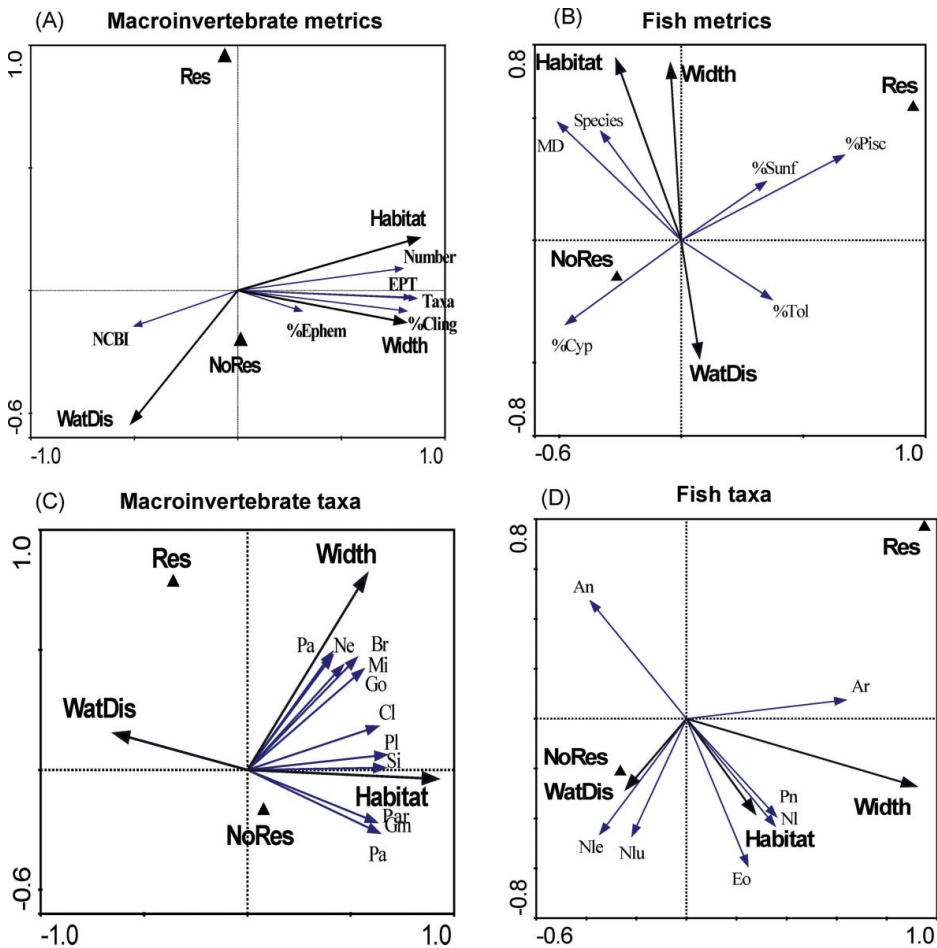 (A) Macroinvertebrate metrics
1.0
Res
Habitat
Number
EPT
Taxa
%Ephem
%Cling
NCBI
NoRes
Width
WatDis
-0.6
-1.0 1.0
(B) Fish metrics
0.8
Habitat Width
Res
Species
MD
%Pisc
%Sunf
NoRes
%Tol
%Cyp
WatDis
-0.8
-0.6 1.0
(C) Macroinvertebrate taxa
1.0
Res Width
Pa Ne Br
Mi
Go
WatDis
Cl
Pl
Si
Habitat
NoRes
Par
Gm
Pa
-0.6
-1.0 1.0
(D) Fish taxa
0.8
Res
An
Ar
NoRes
WatDis
Pn
Width
Nl
Habitat
Nle Nlu
Eo
-0.8
-0.6 1.0